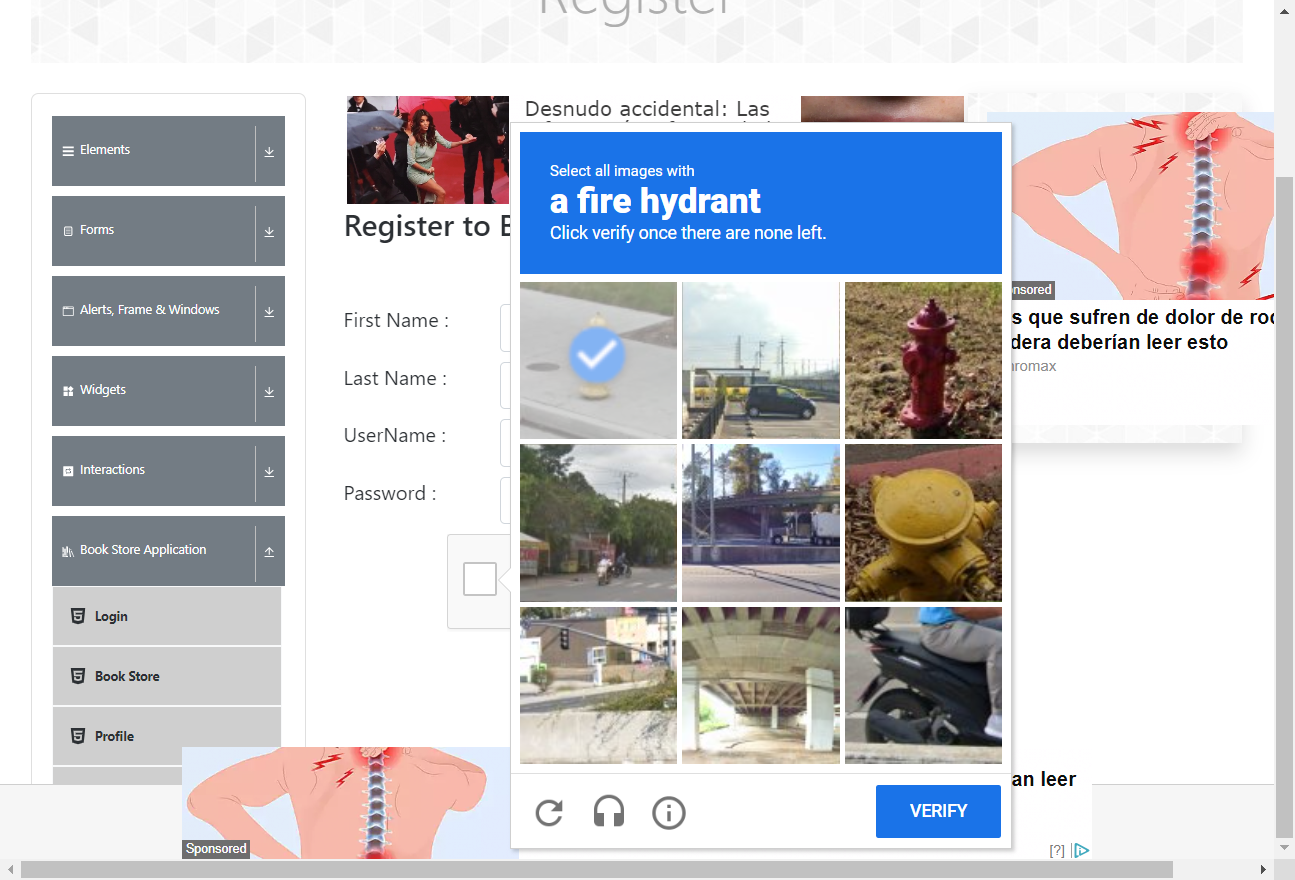 Register
Elements
Forms
Alerts, Frame & Windows
Widgets
Interactions
Book Store Application
Login
Book Store
Profile
Sponsored
Desnudo accidental: Las
Register to B
First Name :
Last Name :
UserName :
Password :
Select all images with
a fire hydrant
Click verify once there are none left.
VERIFY
nsored
s que sufren de dolor de roc
dera deberían leer esto
romax
an leer
[?]